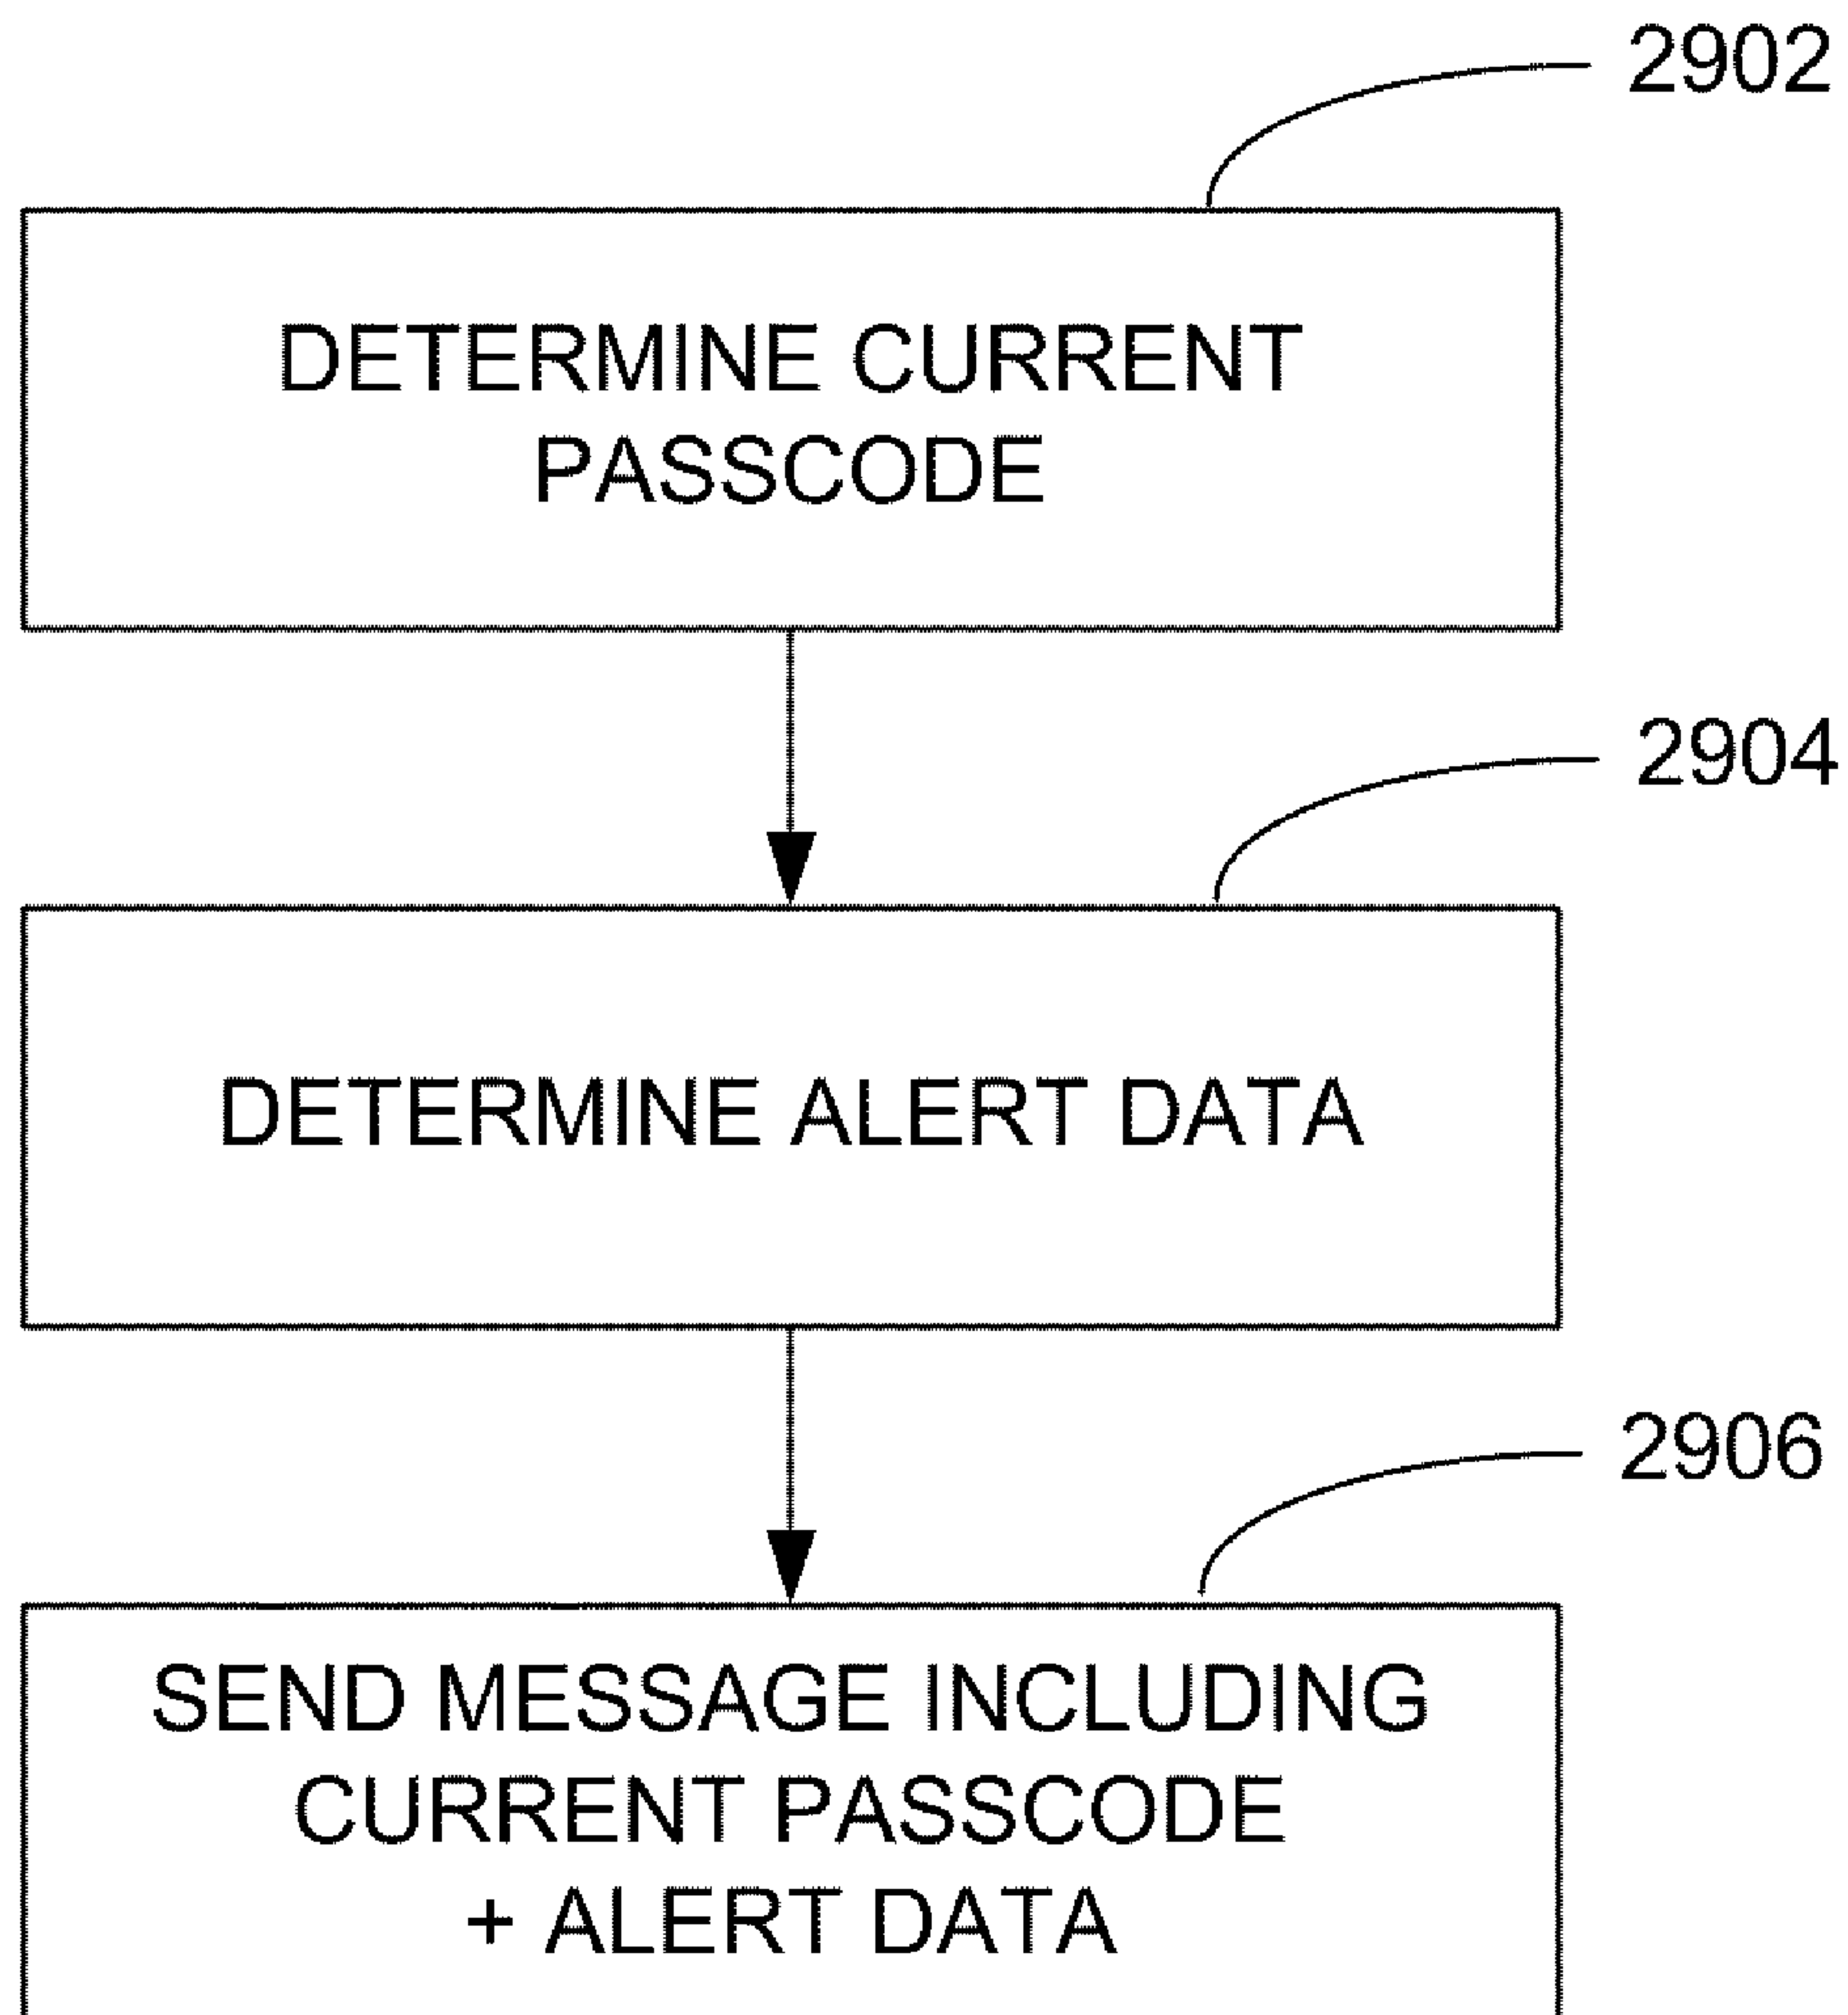 2902
DETERMINE CURRENT
PASSCODE
2904
DETERMINE ALERT DATA
2906
SEND MESSAGE INCLUDING
CURRENT PASSCODE
+ ALERT DATA